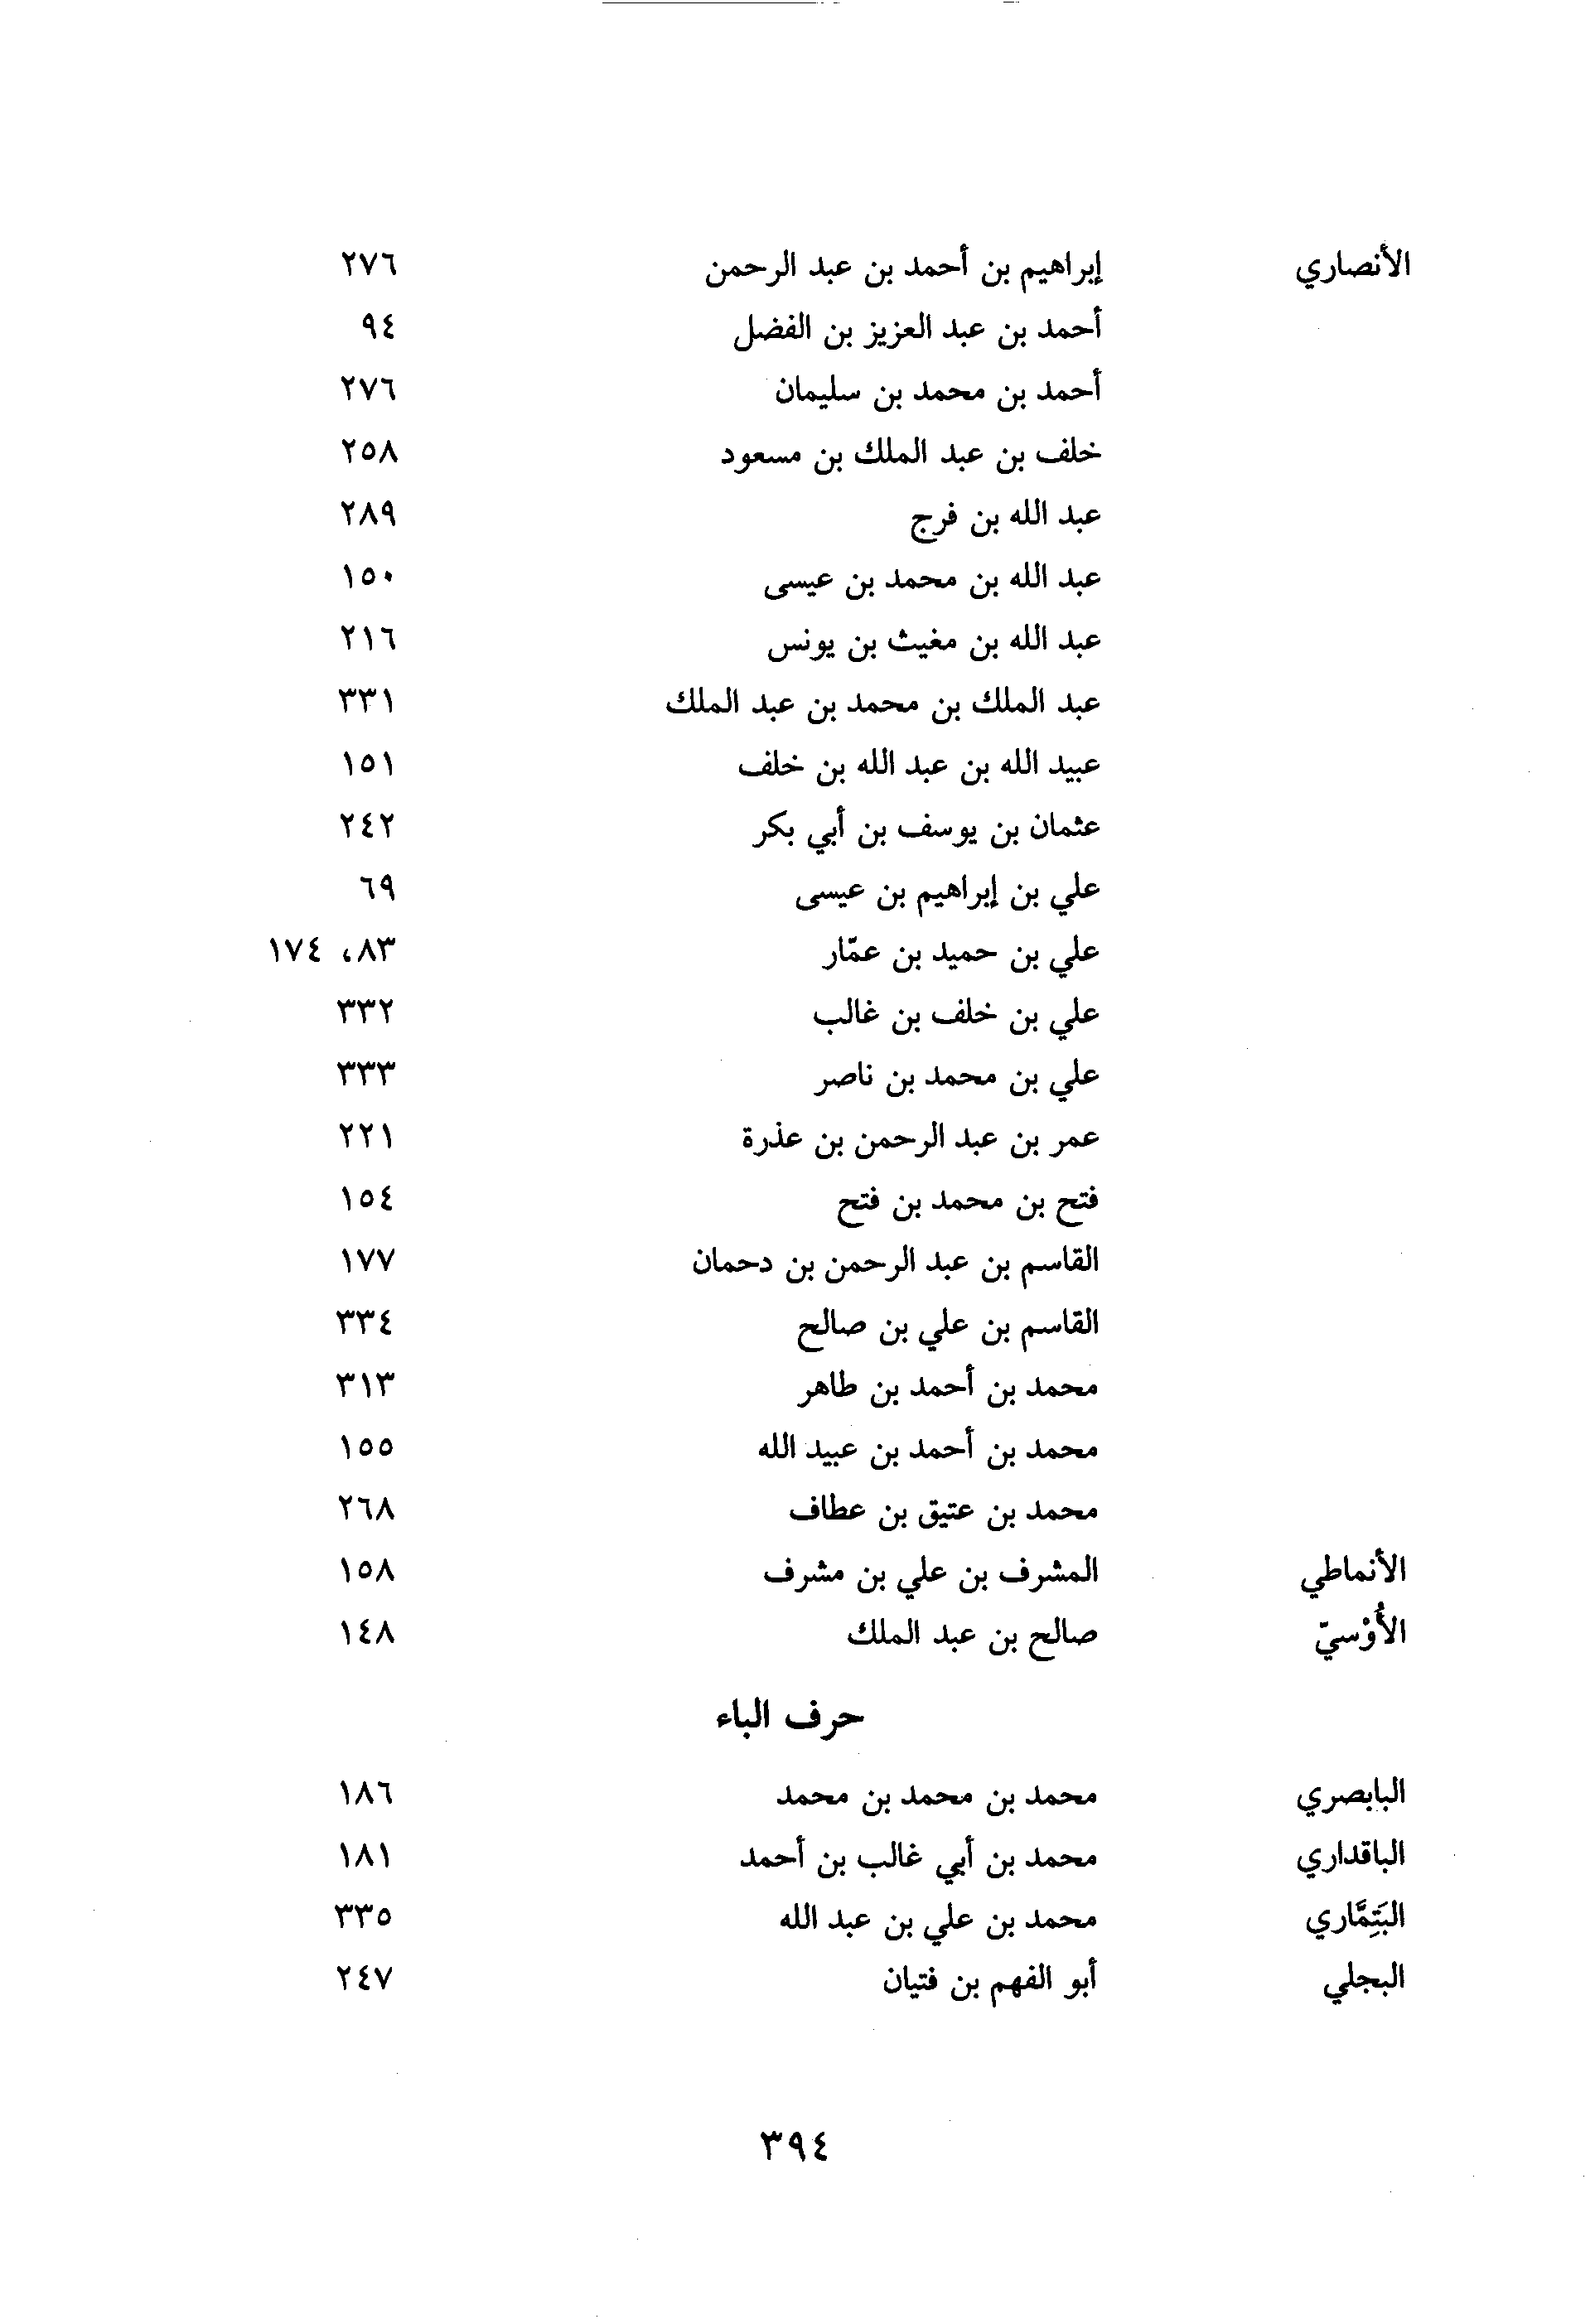 الأنصاري إبراهيم بن أحمد بن عبد الرحمن ٢٧٦
أحمد بن عبد العزيز بن الفضل ٩٤
أحمد بن محمد بن سليمان ٢٧٦
خلف بن عبد الملك بن مسعود ٢٥٨
عبد الله بن فرج ٢٨٩
عبد الله بن محمد بن عيسى ١٥٠
عبد الله بن مغيث بن يونس ٢١٦
عبد الملك بن محمد بن عبد الملك ٣٣١
عبيد الله بن عبد الله بن خلف ١٥١
عثمان بن يوسف بن أبي بكر ٢٤٢
علي بن إبراهيم بن عيسى ٦٩
علي بن حميد بن عمّار ٨٣، ١٧٤
علي بن خلف بن غالب ٣٣٢
علي بن محمد بن ناصر ٣٣٣
عمر بن عبد الرحمن بن عذرة ٢٢١
فتح بن محمد بن فتح ١٥٤
القاسم بن عبد الرحمن بن دحمان ١٧٧
القاسم بن علي بن صالح ٣٣٤
محمد بن أحمد بن طاهر ٣١٣
محمد بن أحمد بن عبيد الله ١٥٥
محمد بن عتيق بن عطاف ٢٦٨
الأنماطي المشرف بن علي بن مشرف ١٥٨
الأُوْسيّ صالح بن عبد الملك ١٤٨
حرف الباء
البابصري محمد بن محمد بن محمد ١٨٦
الباقداري محمد بن أبي غالب بن أحمد ١٨١
البَتِمَّاري محمد بن علي بن عبد الله ٣٣٥
البجلي أبو الفهم بن فتيان ٢٤٧
٣٩٤